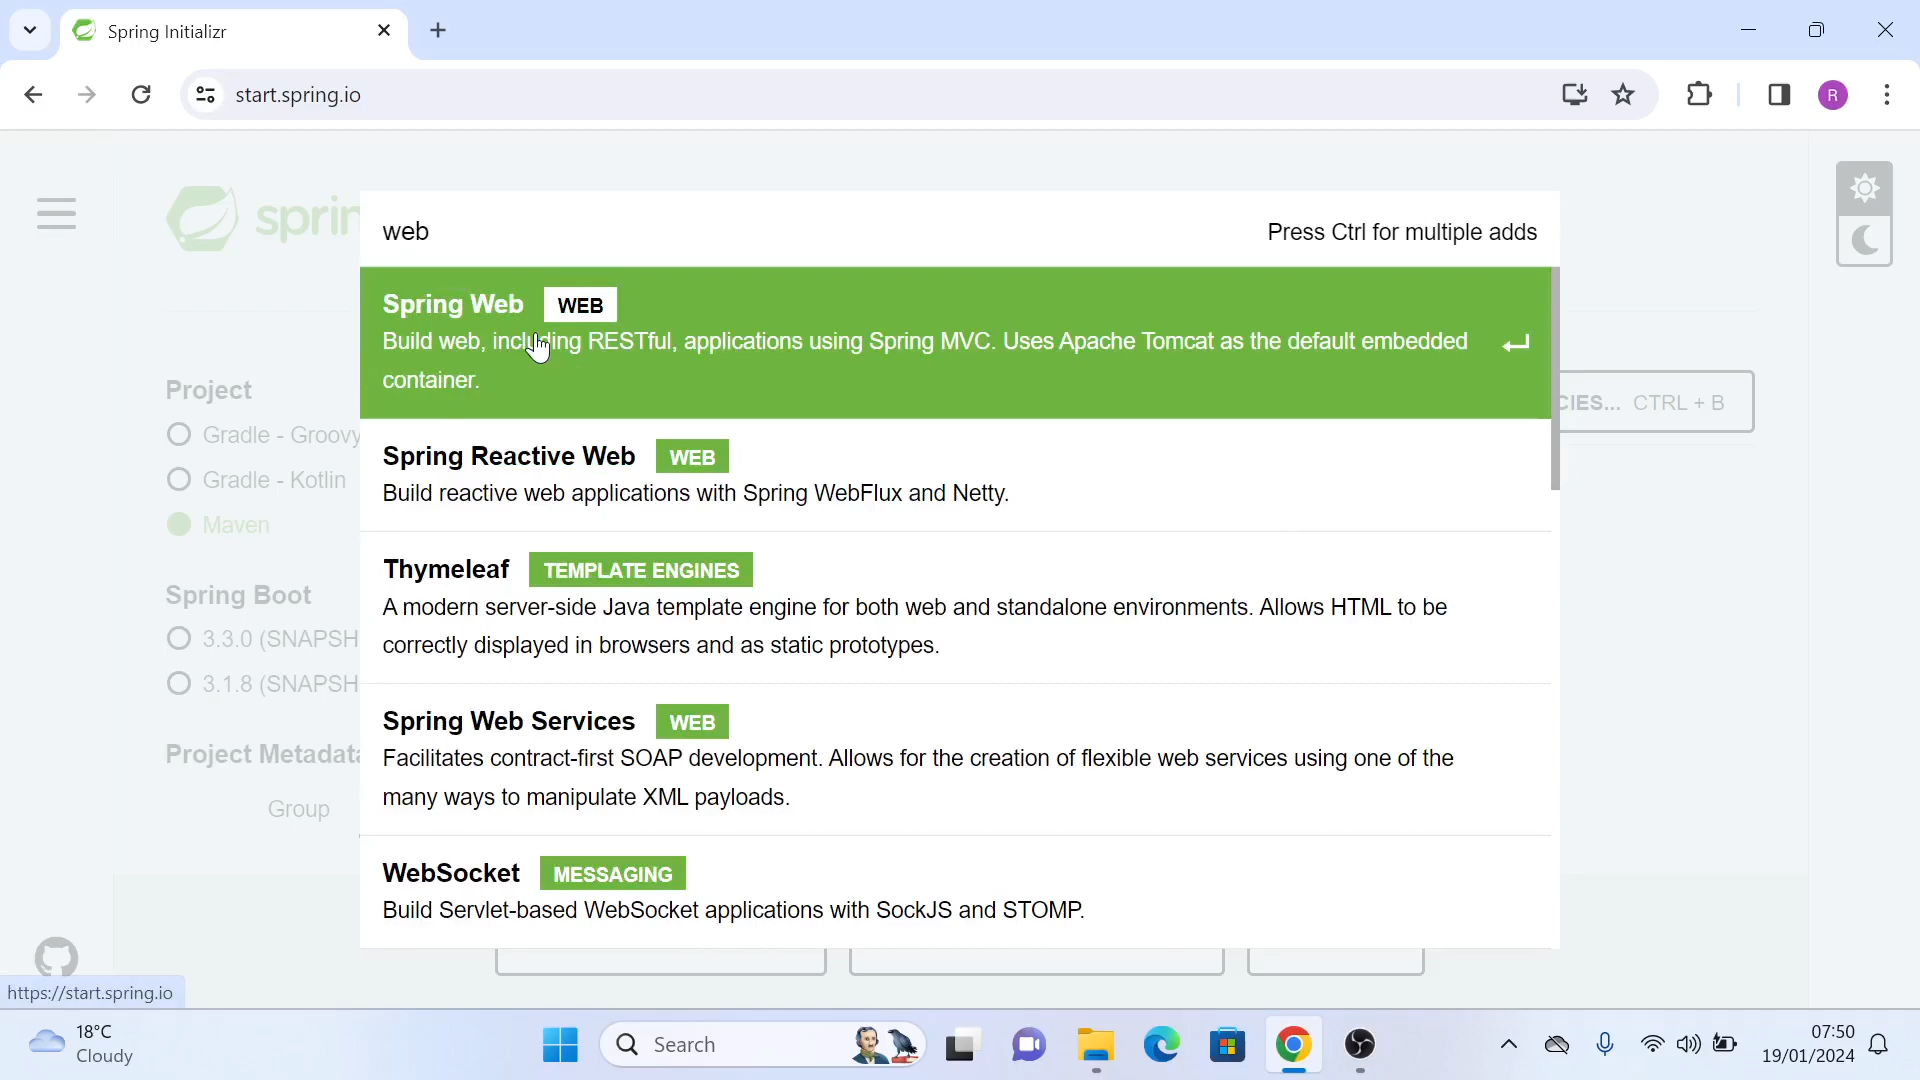 Spring Initializr
start.spring.io
R
spring
web
Press Ctrl for multiple adds
Spring Web WEB
Build web, including RESTful, applications using Spring MVC. Uses Apache Tomcat as the default embedded
container.
CIES... CTRL + B
Project
Gradle - Groovy
Gradle - Kotlin
Maven
Spring Reactive Web WEB
Build reactive web applications with Spring WebFlux and Netty.
Thymeleaf TEMPLATE ENGINES
A modern server-side Java template engine for both web and standalone environments. Allows HTML to be
correctly displayed in browsers and as static prototypes.
Spring Boot
3.3.0 (SNAPSH
3.1.8 (SNAPSH
Spring Web Services WEB
Facilitates contract-first SOAP development. Allows for the creation of flexible web services using one of the
many ways to manipulate XML payloads.
Project Metadata
Group
WebSocket MESSAGING
Build Servlet-based WebSocket applications with SockJS and STOMP.
https://start.spring.io
18°C
Cloudy
Search
07:50
19/01/2024